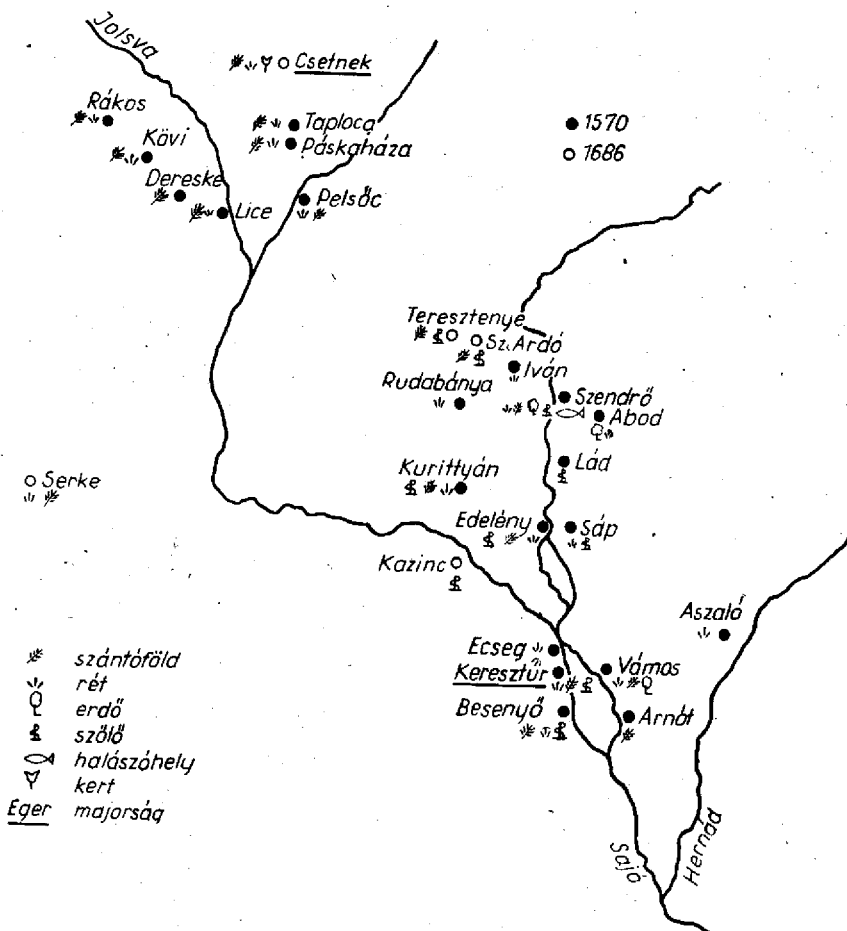 Jolsva
Csetnek
Rákos
Taploca
1570
Kövi
Páskaháza
1686
Dereske
Lice
Pelsőc
Teresztenye
Sz.Ardó
Iván
Rudabánya
Szendrő
Abod
Kurittyán
Lád
Serke
Edelény
Sáp
Kazinc
Aszaló
Ecseg
szántóföld
Keresztúr
Vámos
rét
erdő
Besenyő
Arnót
szőlő
halászóhely
kert
Eger majorság
Sajó
Hernád